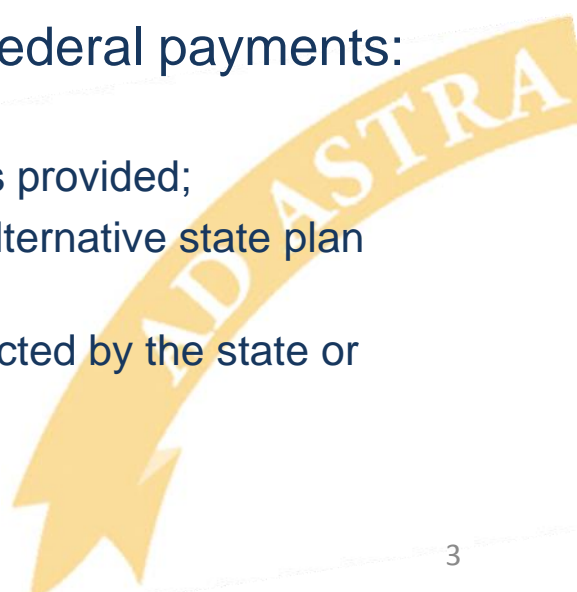 ederal payments:
s provided;
lternative state plan
cted by the state or
AD ASTRA
3